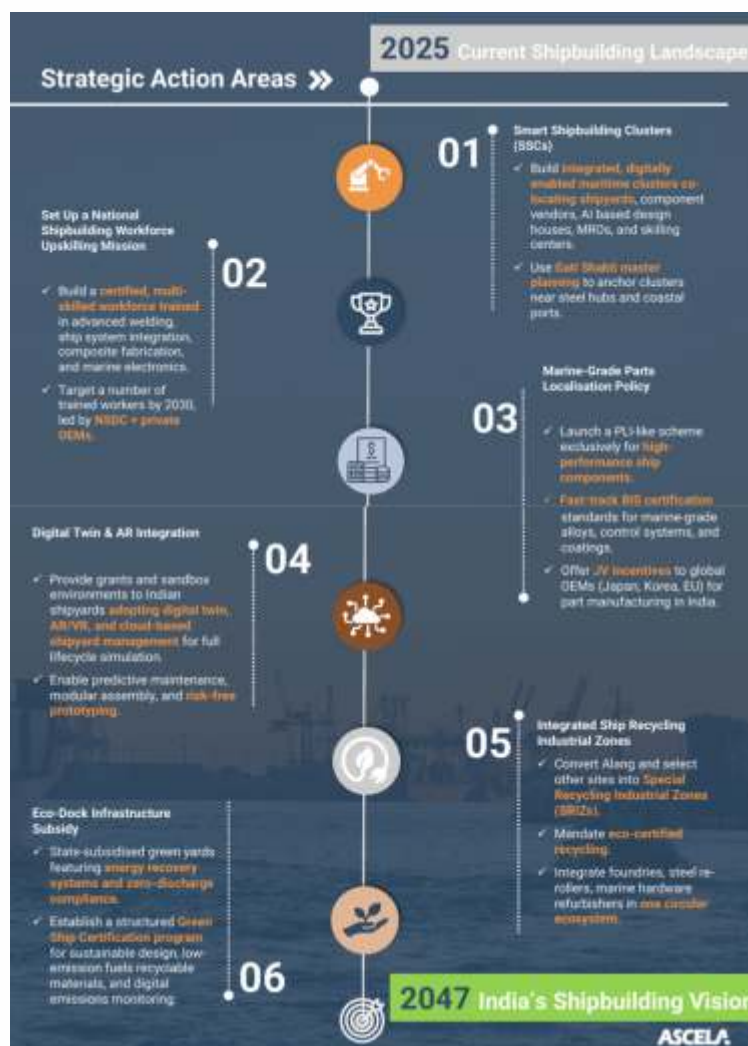 2025 Current Shipbuilding Landscape
Strategic Action Areas »
01
Smart Shipbuilding Clusters
(SSCs)
✓ Build integrated, digitally
enabled maritime clusters co-
locating shipyards, component
vendors, AI based design
houses, MROs, and skilling
centers.
✓ Use Gati Shakti master
planning to anchor clusters
near steel hubs and coastal
ports.
Set Up a National
Shipbuilding Workforce
Upskilling Mission
02
✓ Build a certified, multi-
skilled workforce trained
in advanced welding,
ship system integration,
composite fabrication,
and marine electronics.
✓ Target a number of
trained workers by 2030,
led by NSDC + private
OEMs.
Marine-Grade Parts
Localisation Policy
03
✓ Launch a PLI-like scheme
exclusively for high-
performance ship
components.
✓ Fast-track BIS certification
standards for marine-grade
alloys, control systems, and
coatings.
✓ Offer JV incentives to global
OEMs (Japan, Korea, EU) for
part manufacturing in India.
Digital Twin & AR Integration
04
✓ Provide grants and sandbox
environments to Indian
shipyards adopting digital twin,
AR/VR, and cloud-based
shipyard management for full
lifecycle simulation.
✓ Enable predictive maintenance,
modular assembly, and risk-free
prototyping.
05
Integrated Ship Recycling
Industrial Zones
✓ Convert Alang and select
other sites into Special
Recycling Industrial Zones
(SRIZs).
✓ Mandate eco-certified
recycling.
✓ Integrate foundries, steel re-
rollers, marine hardware
refurbishers in one circular
ecosystem.
Eco-Dock Infrastructure
Subsidy
✓ State-subsidised green yards
featuring energy recovery
systems and zero-discharge
compliance.
✓ Establish a structured Green
Ship Certification program
for sustainable design, low-
emission fuels recyclable
materials, and digital
emissions monitoring.
06
2047 India's Shipbuilding Vision
ASCELA